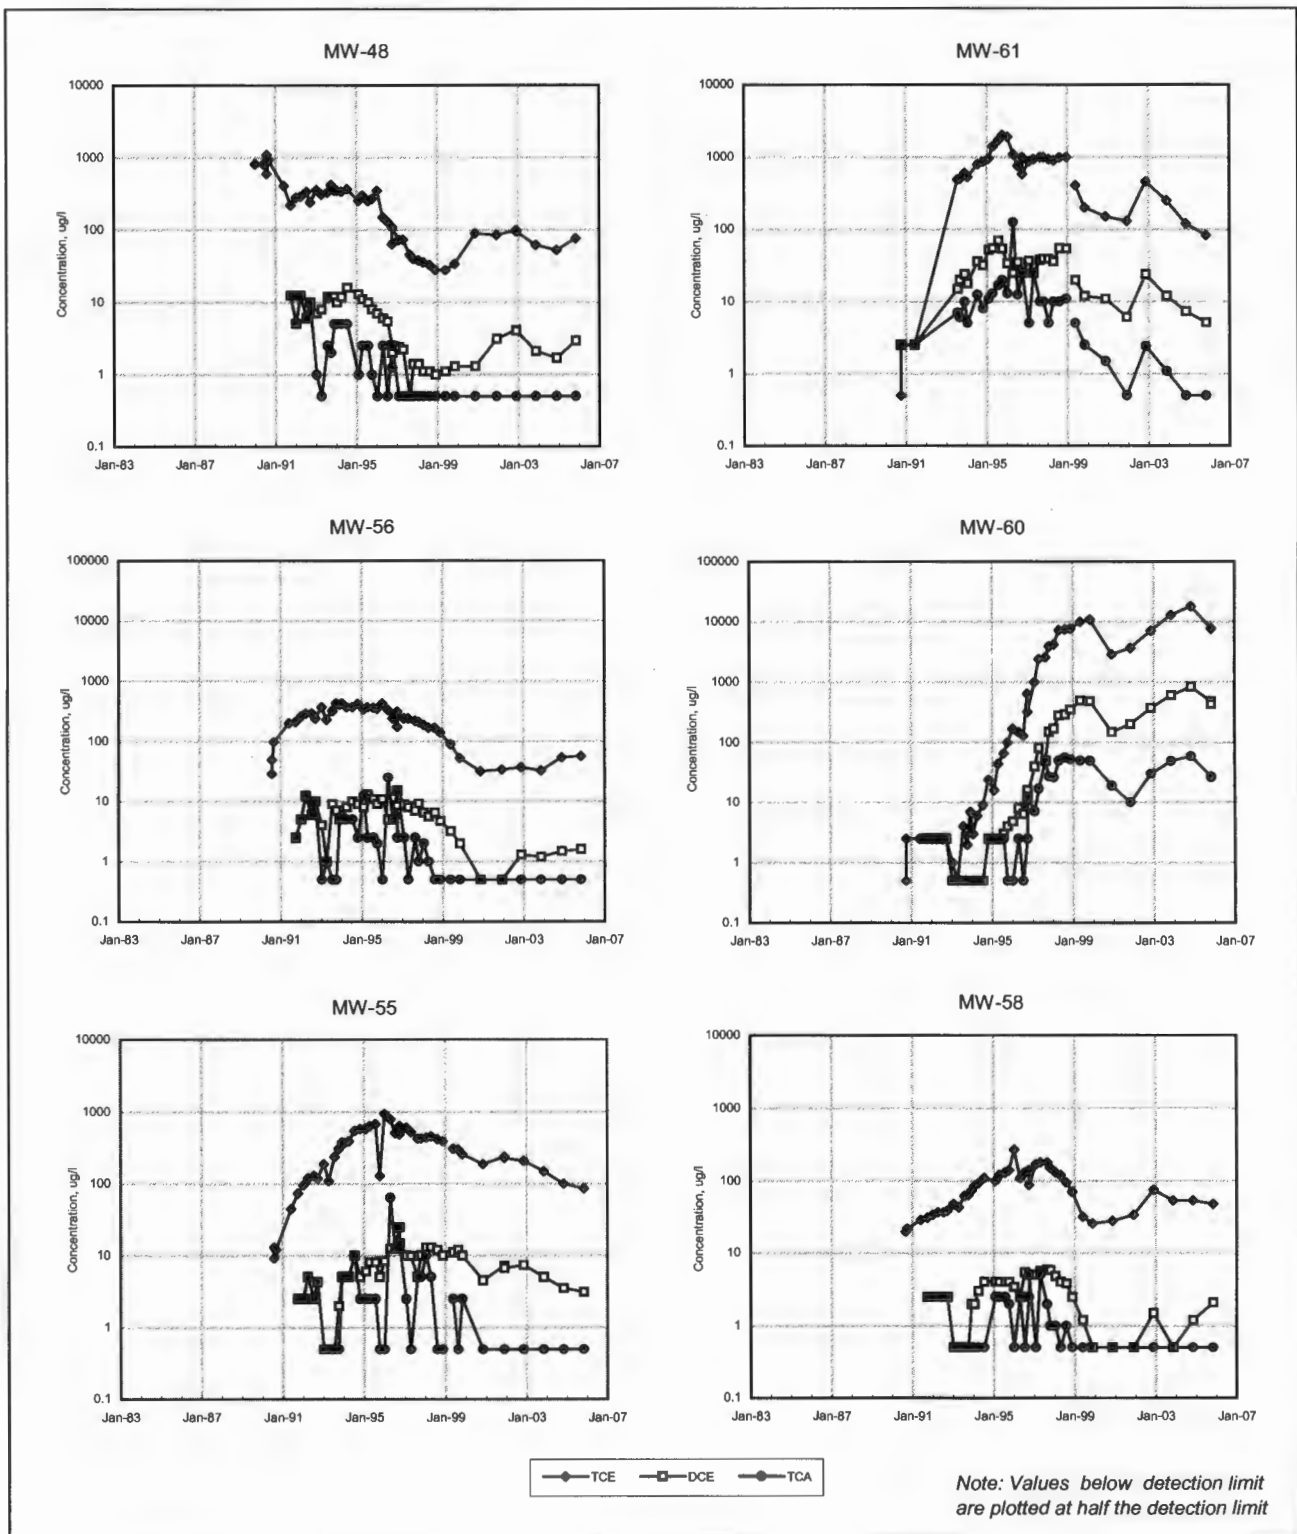 MW-48
Concentration, ug/l
10000
1000
100
10
1
0.1
Jan-83 Jan-87 Jan-91 Jan-95 Jan-99 Jan-03 Jan-07
MW-61
Concentration, ug/l
10000
1000
100
10
1
0.1
Jan-83 Jan-87 Jan-91 Jan-95 Jan-99 Jan-03 Jan-07
MW-56
Concentration, ug/l
100000
10000
1000
100
10
1
0.1
Jan-83 Jan-87 Jan-91 Jan-95 Jan-99 Jan-03 Jan-07
MW-60
Concentration, ug/l
100000
10000
1000
100
10
1
0.1
Jan-83 Jan-87 Jan-91 Jan-95 Jan-99 Jan-03 Jan-07
MW-55
Concentration, ug/l
10000
1000
100
10
1
0.1
Jan-83 Jan-87 Jan-91 Jan-95 Jan-99 Jan-03 Jan-07
MW-58
Concentration, ug/l
10000
1000
100
10
1
0.1
Jan-83 Jan-87 Jan-91 Jan-95 Jan-99 Jan-03 Jan-07
TCE DCE TCA
Note: Values below detection limit
are plotted at half the detection limit